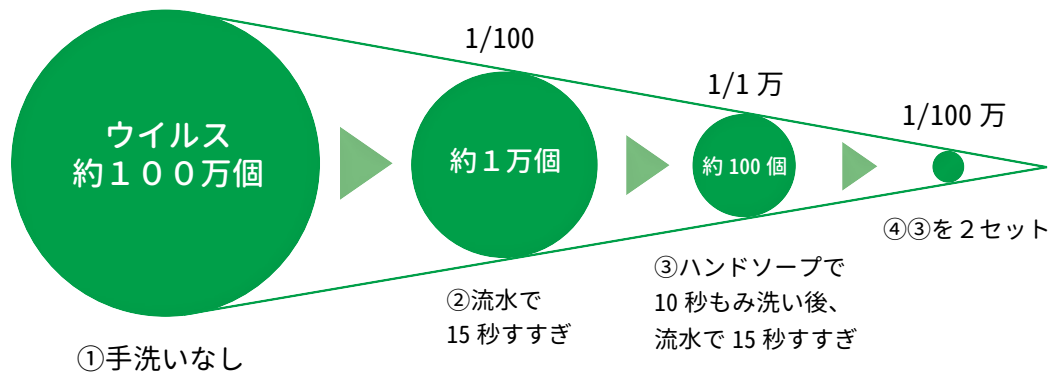 ウイルス
約１００万個
①手洗いなし
1/100
約１万個
②流水で
15 秒すすぎ
1/1 万
約 100 個
③ハンドソープで
10 秒もみ洗い後、
流水で 15 秒すすぎ
1/100 万
④③を２セット